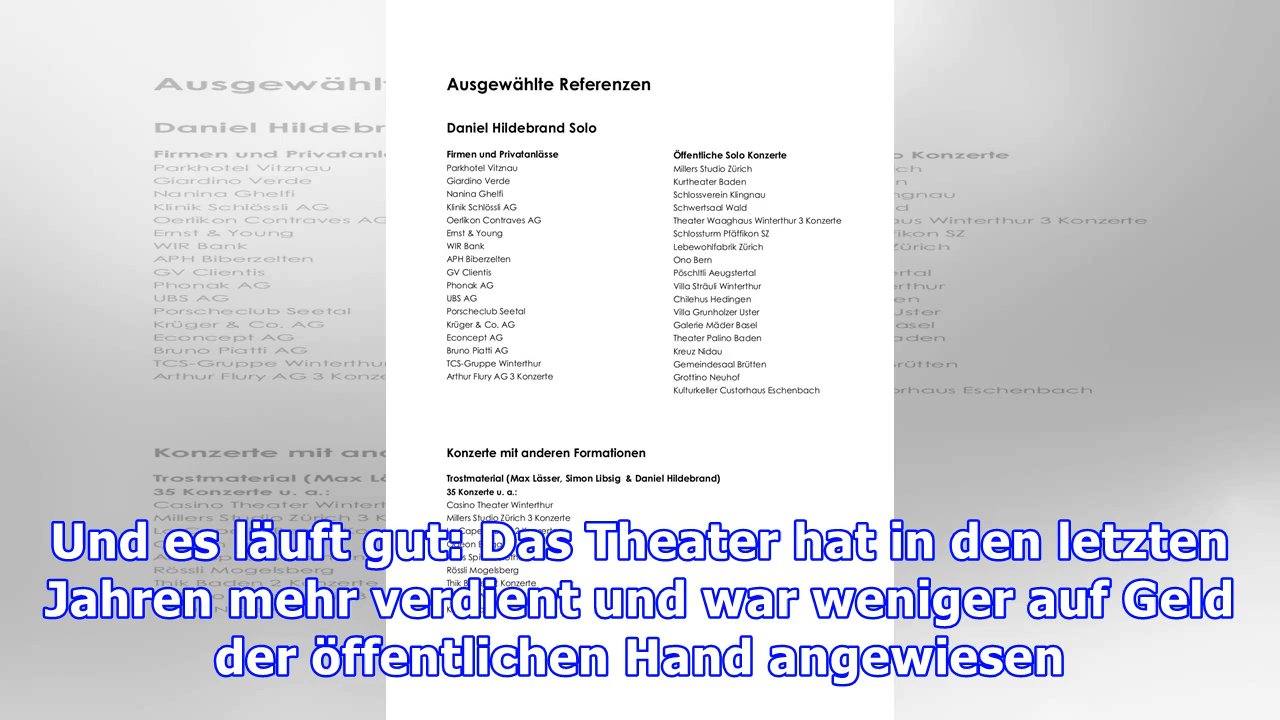 Ausgewählte Referenzen
Daniel Hildebrand Solo
Firmen und Privatanlässe
Parkhotel Vitznau
Giardino Verde
Nanina Ghelfi
Klinik Schlössli AG
Oerlikon Contraves AG
Ernst & Young
WIR Bank
APH Biberzelten
GV Clientis
Phonak AG
UBS AG
Porscheclub Seetal
Krüger & Co. AG
Econcept AG
Bruno Piatti AG
TCS-Gruppe Winterthur
Arthur Flury AG 3 Konzerte
Öffentliche Solo Konzerte
Millers Studio Zürich
Kurtheater Baden
Schlossverein Klingnau
Schwertsaal Wald
Theater Waaghaus Winterthur 3 Konzerte
Schlossturm Pfäffikon SZ
Lebewohlfabrik Zürich
Ono Bern
Pöschltli Aeugstertal
Villa Sträuli Winterthur
Chilehus Hedingen
Villa Grunholzer Uster
Galerie Mäder Basel
Theater Palino Baden
Kreuz Nidau
Gemeindesaal Brütten
Grottino Neuhof
Kulturkeller Custorhaus Eschenbach
Konzerte mit anderen Formationen
Trostmaterial (Max Lässer, Simon Libsig & Daniel Hildebrand)
35 Konzerte u. a.:
Casino Theater Winterthur
Millers Studio Zürich 3 Konzerte
Rössli Mogelsberg
Thik Baden 2 Konzerte
Und es läuft gut: Das Theater hat in den letzten
Jahren mehr verdient und war weniger auf Geld
der öffentlichen Hand angewiesen